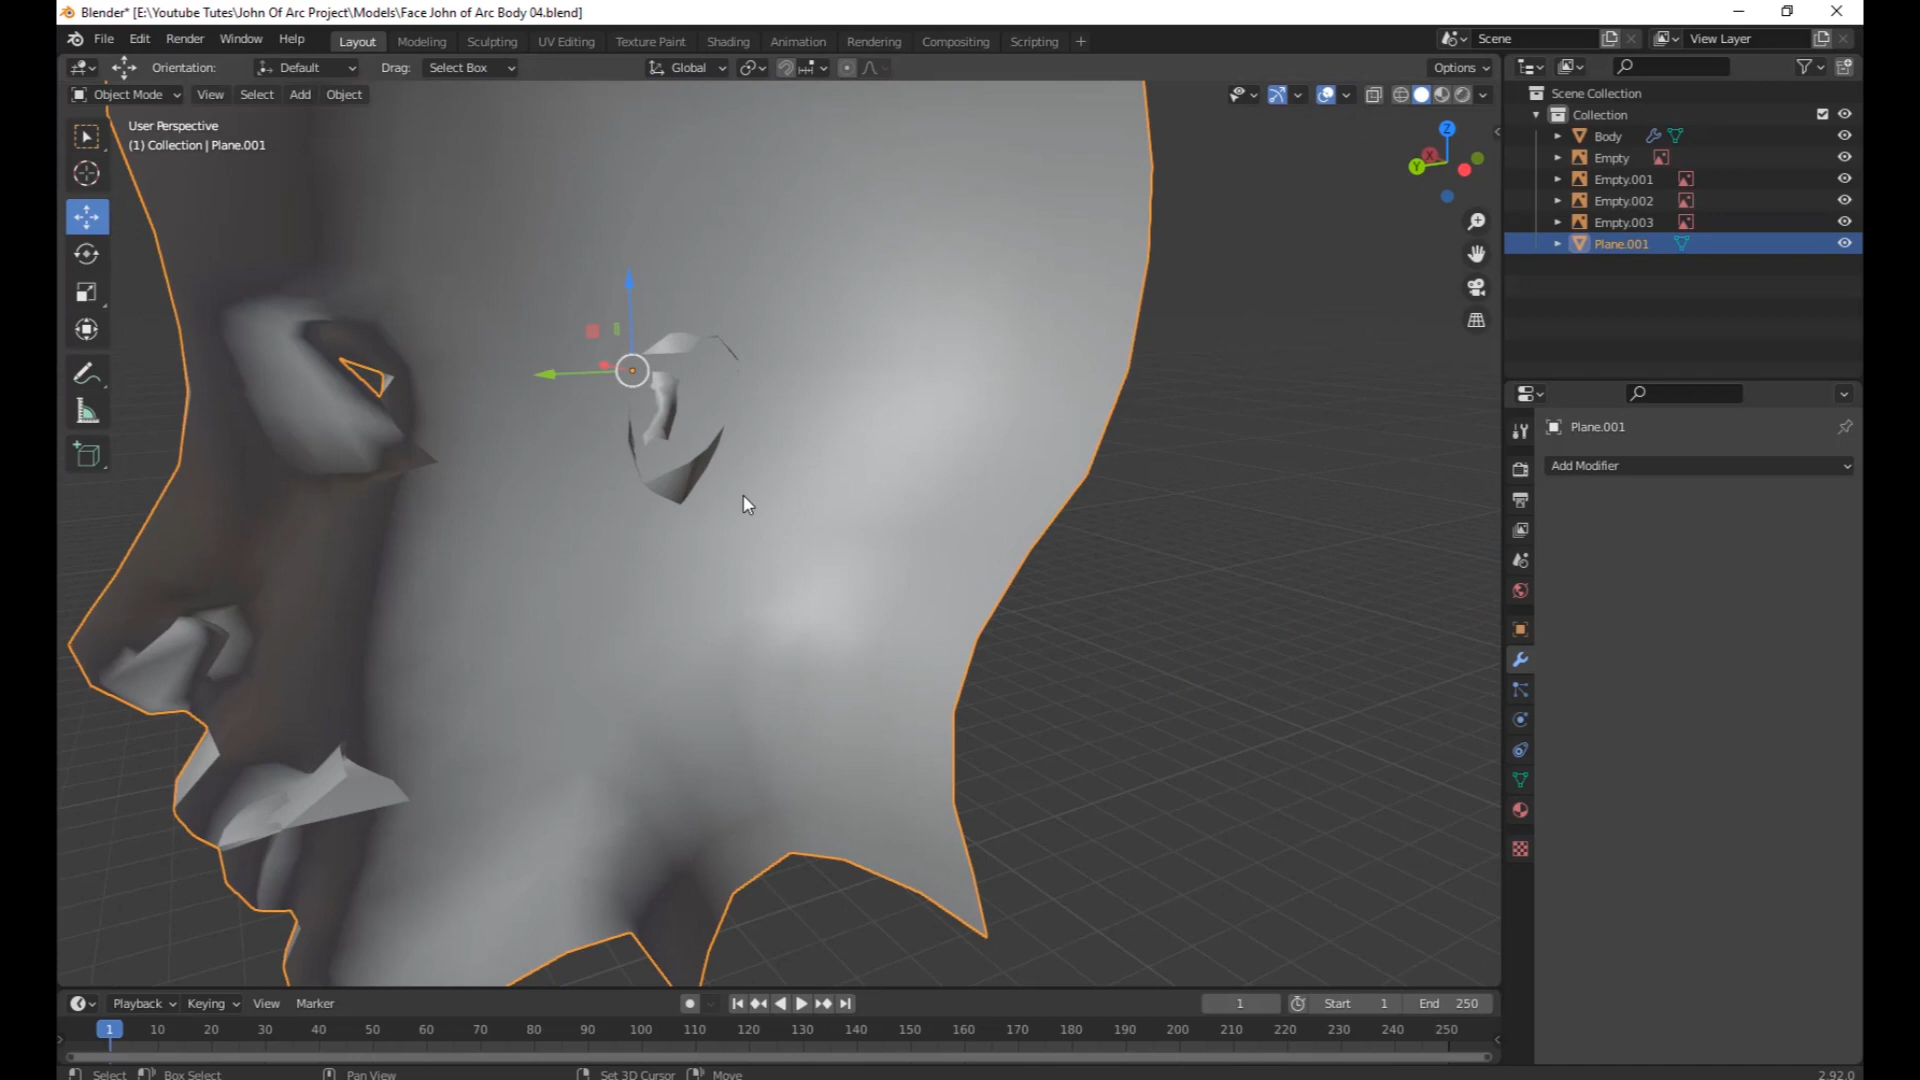 Blender* [E:\Youtube Tutes\John Of Arc Project\Models\Face John of Arc Body 04.blend]
File Edit Render Window Help Layout Modeling Sculpting UV Editing Texture Paint Shading Animation Rendering Compositing Scripting + Scene View Layer
Orientation: Default Drag: Select Box Global Options
Object Mode View Select Add Object
User Perspective
(1) Collection | Plane.001
Z
Y
X
Scene Collection
Collection
Body
Empty
Empty.001
Empty.002
Empty.003
Plane.001
Plane.001
Add Modifier
Playback Keying View Marker 1 Start 1 End 250
1 10 20 30 40 50 60 70 80 90 100 110 120 130 140 150 160 170 180 190 200 210 220 230 240 250
Select Box Select Pan View Set 3D Cursor Move 2.92.0